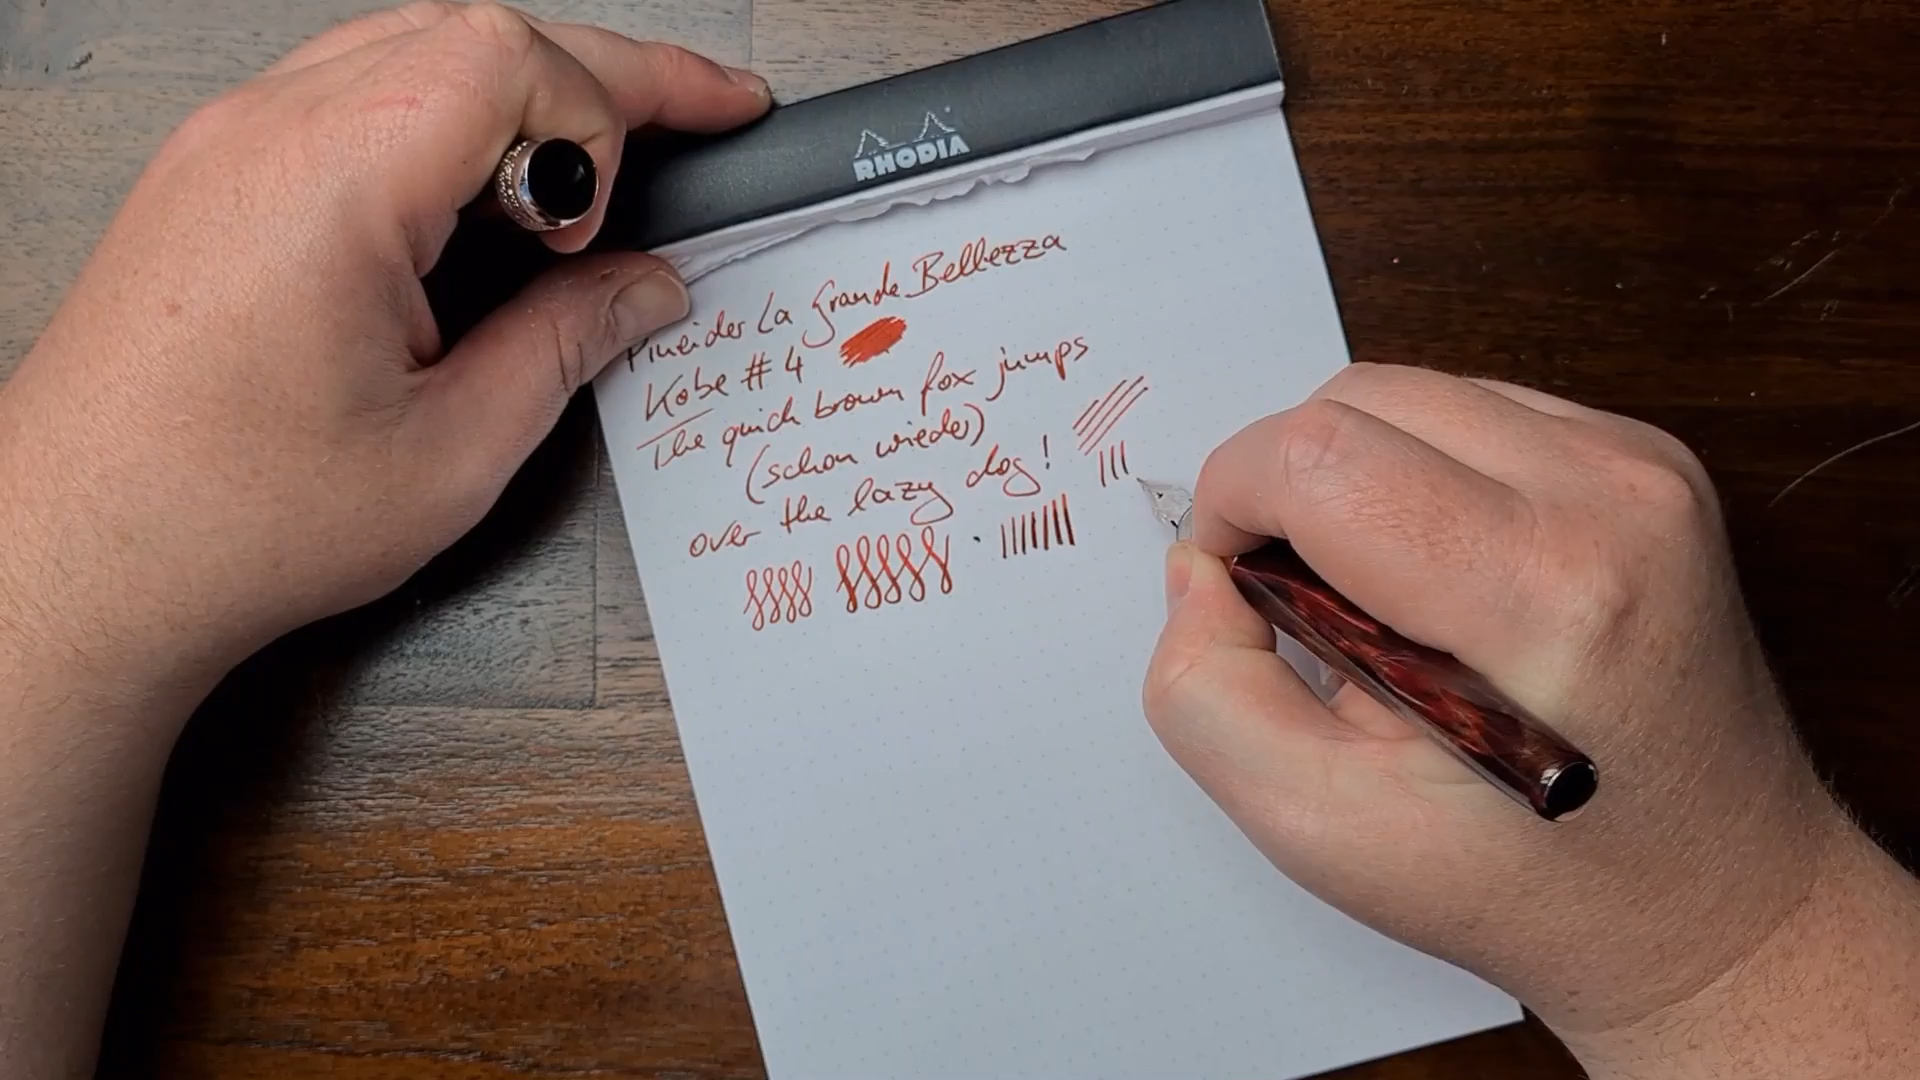 RHODIA
Pineider La Grande Bellezza
Kobe # 4
The quick brown fox jumps
(schon wieder)
over the lazy dog!